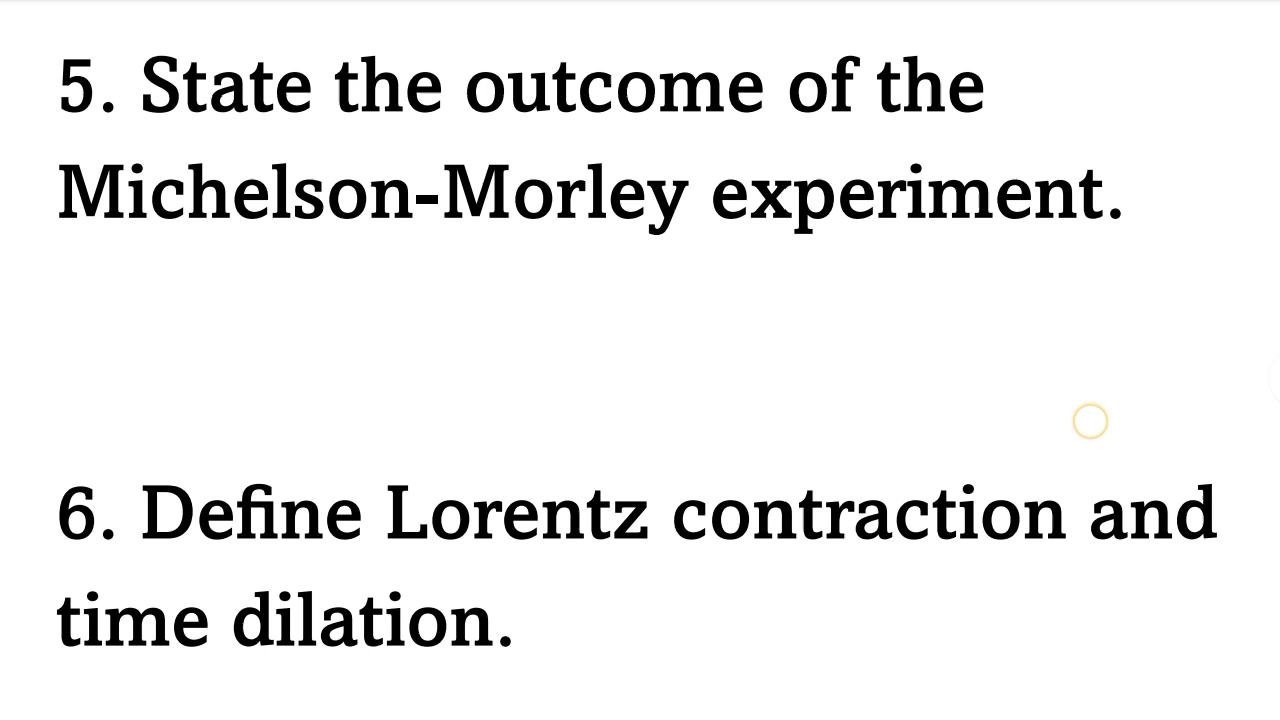 5. State the outcome of the
Michelson-Morley experiment.
6. Define Lorentz contraction and
time dilation.